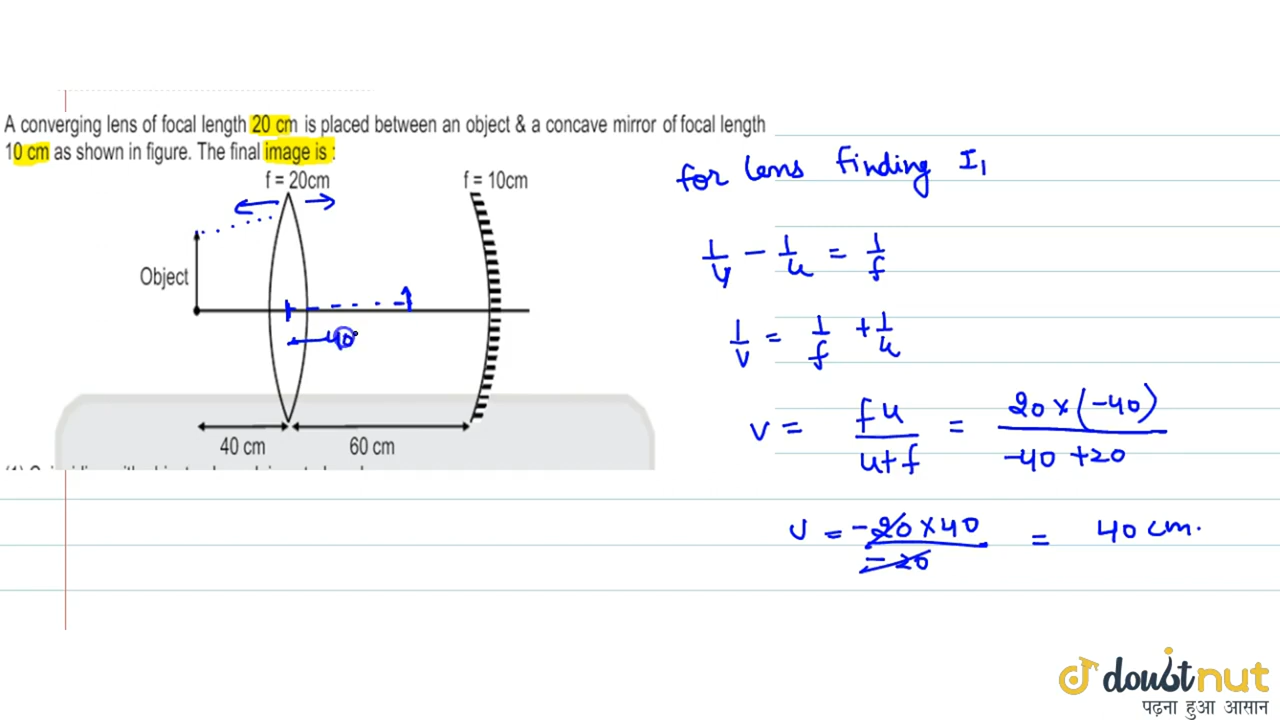 A converging lens of focal length 20 cm is placed between an object & a concave mirror of focal length
10 cm as shown in figure. The final image is :
f = 20cm
f = 10cm
Object
40
40 cm
60 cm
for lens finding I₁
1/v - 1/u = 1/f
1/v = 1/f + 1/u
v = fu/u+f = 20×(-40)/-40+20
v = -20×40/-20 = 40 cm.
doubtnut
पढ़ना हुआ आसान